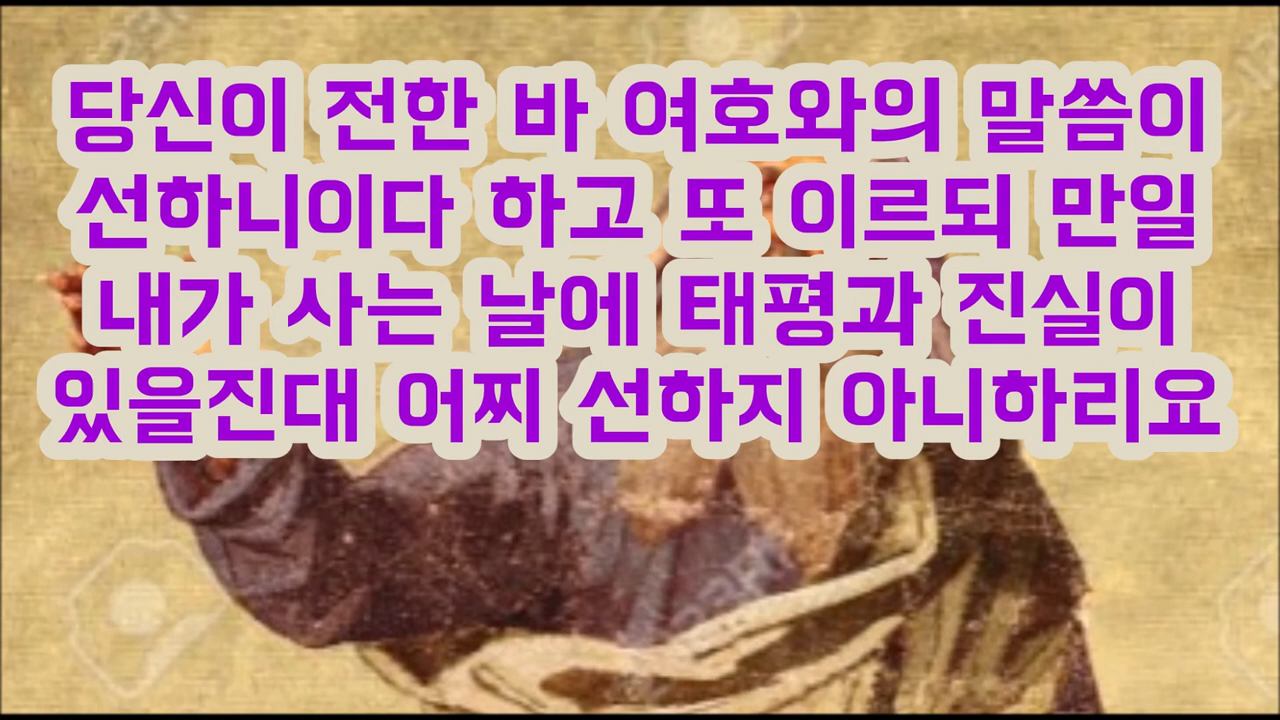 당신이 전한 바 여호와의 말씀이
선하니이다 하고 또 이르되 만일
내가 사는 날에 태평과 진실이
있을진대 어찌 선하지 아니하리요